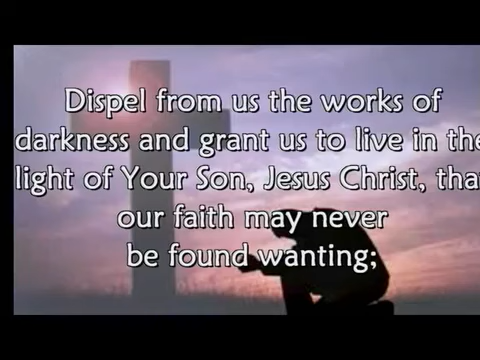 Dispel from us the works of
darkness and grant us to live in the
light of Your Son, Jesus Christ, tha
our faith may never
be found wanting;